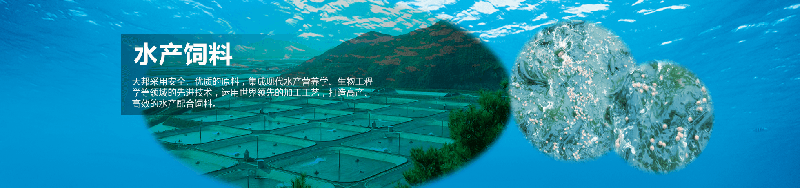 水产饲料
天邦采用安全、优质的原料，集成现代水产营养学、生物工程
学等领域的先进技术，运用世界领先的加工工艺，打造高产、
高效的水产配合饲料。